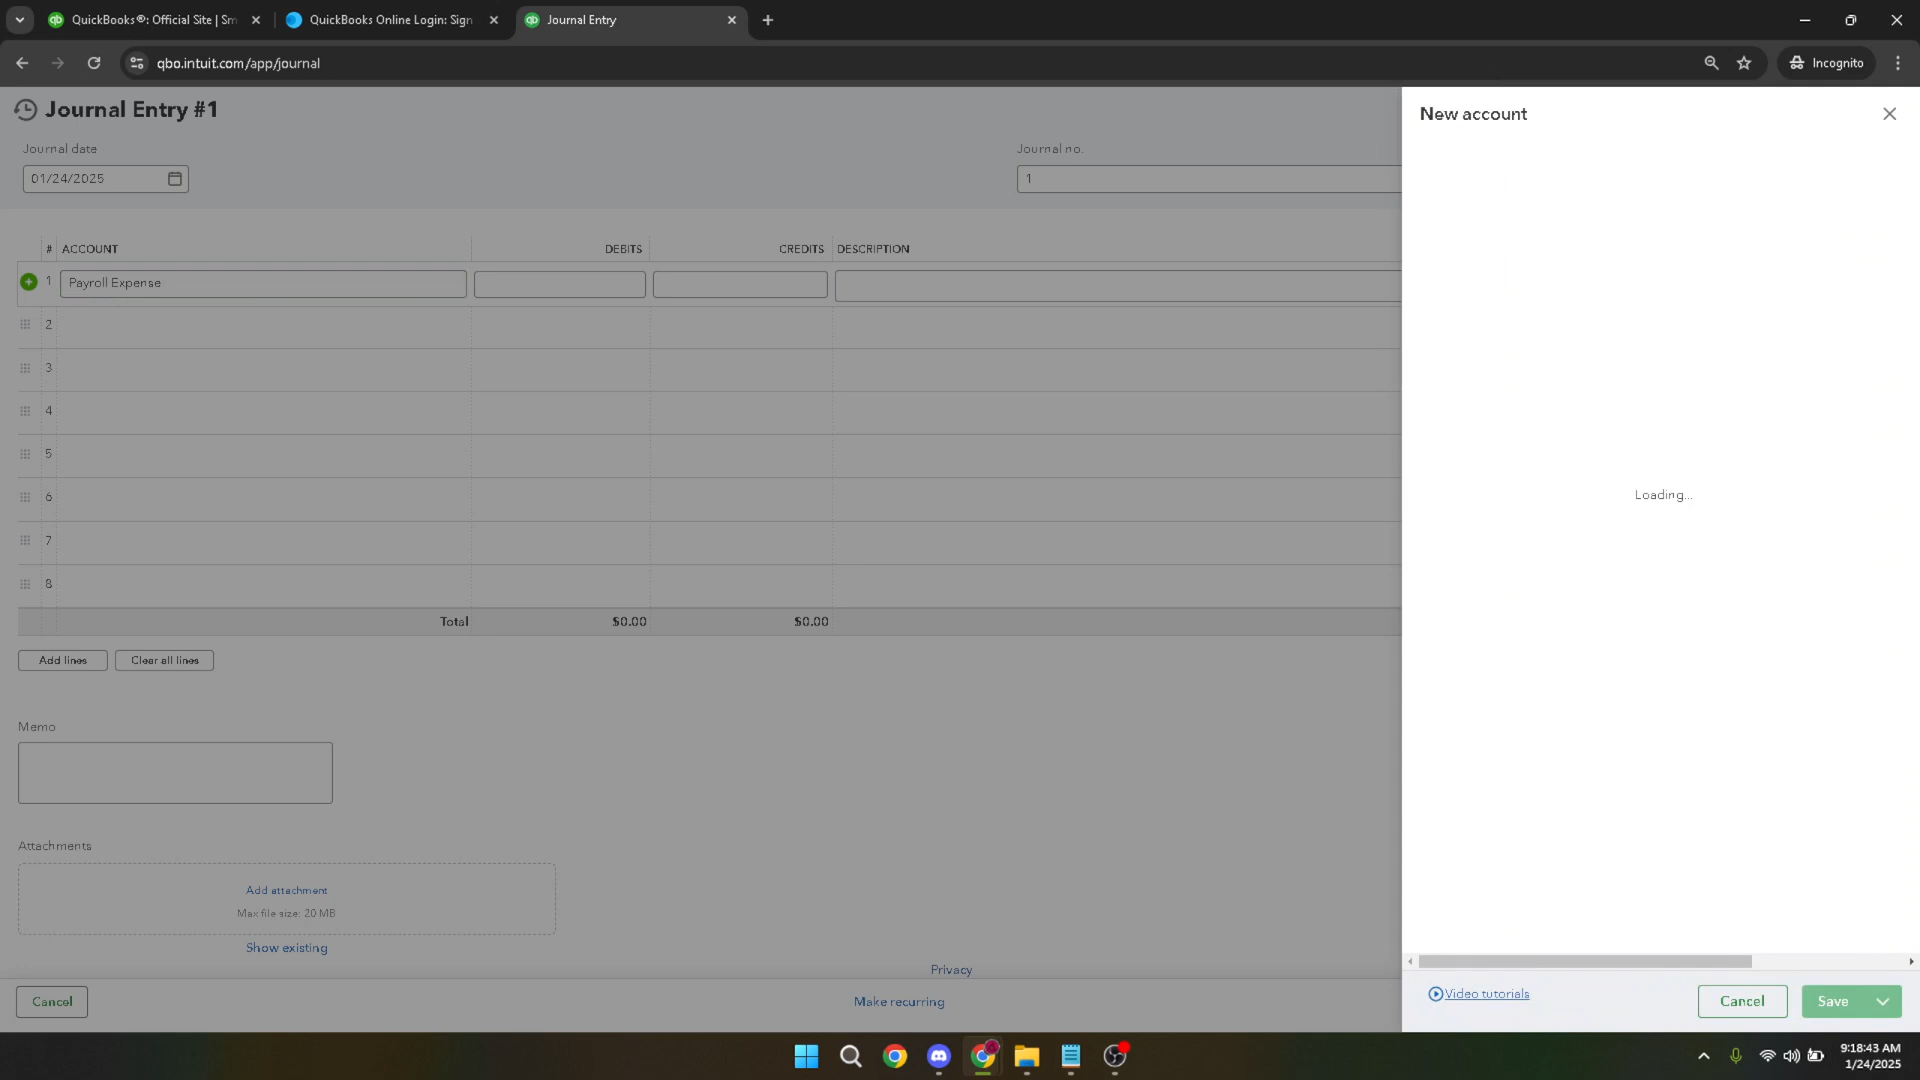 QuickBooks®: Official Site | Sm
QuickBooks Online Login: Sign
Journal Entry
qbo.intuit.com/app/journal
Incognito
Journal Entry #1
New account
Journal date
Journal no.
01/24/2025
1
# ACCOUNT DEBITS CREDITS DESCRIPTION
1 Payroll Expense
2
3
4
5
6
7
8
Loading...
Total $0.00 $0.00
Add lines
Clear all lines
Memo
Attachments
Add attachment
Max file size: 20 MB
Show existing
Privacy
Cancel
Make recurring
Video tutorials
Cancel
Save
9:18:43 AM
1/24/2025